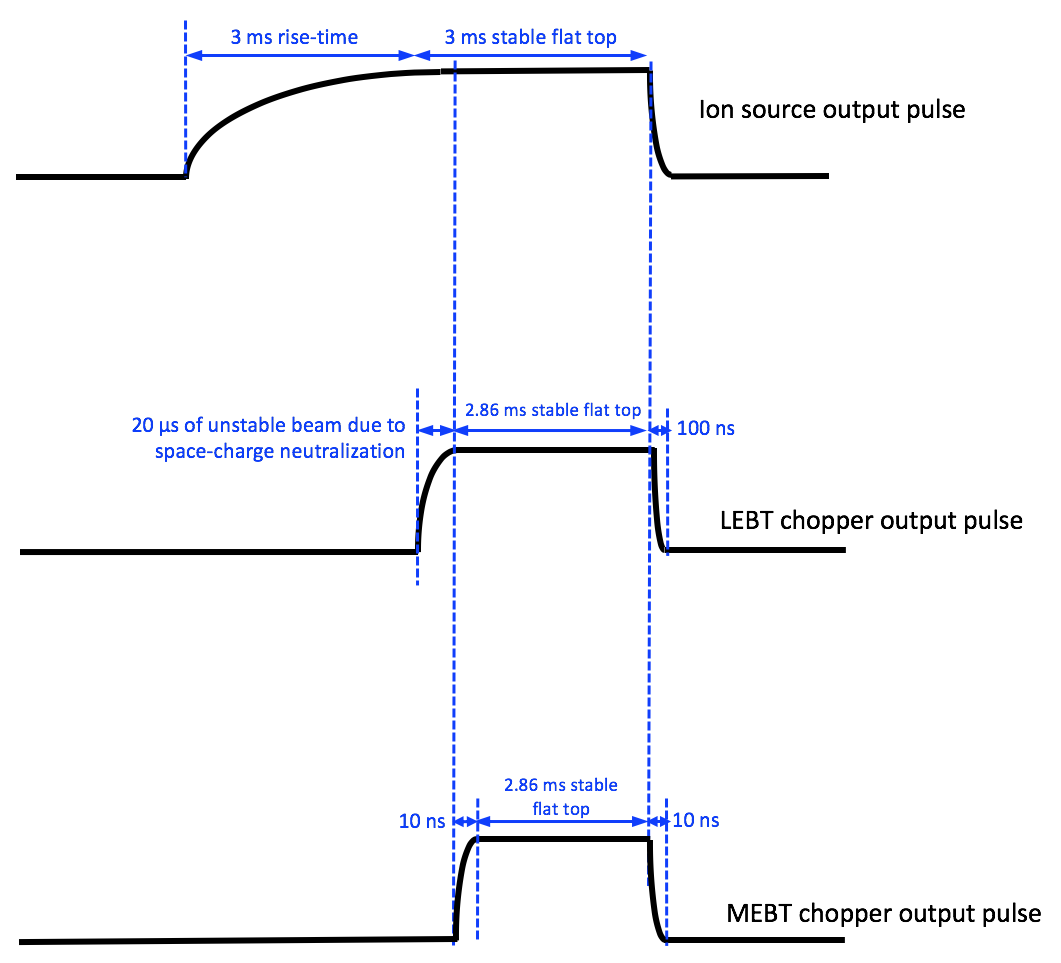 3 ms rise-time
3 ms stable flat top
Ion source output pulse
20 µs of unstable beam due to
space-charge neutralization
2.86 ms stable flat top
100 ns
LEBT chopper output pulse
10 ns
2.86 ms stable
flat top
10 ns
MEBT chopper output pulse